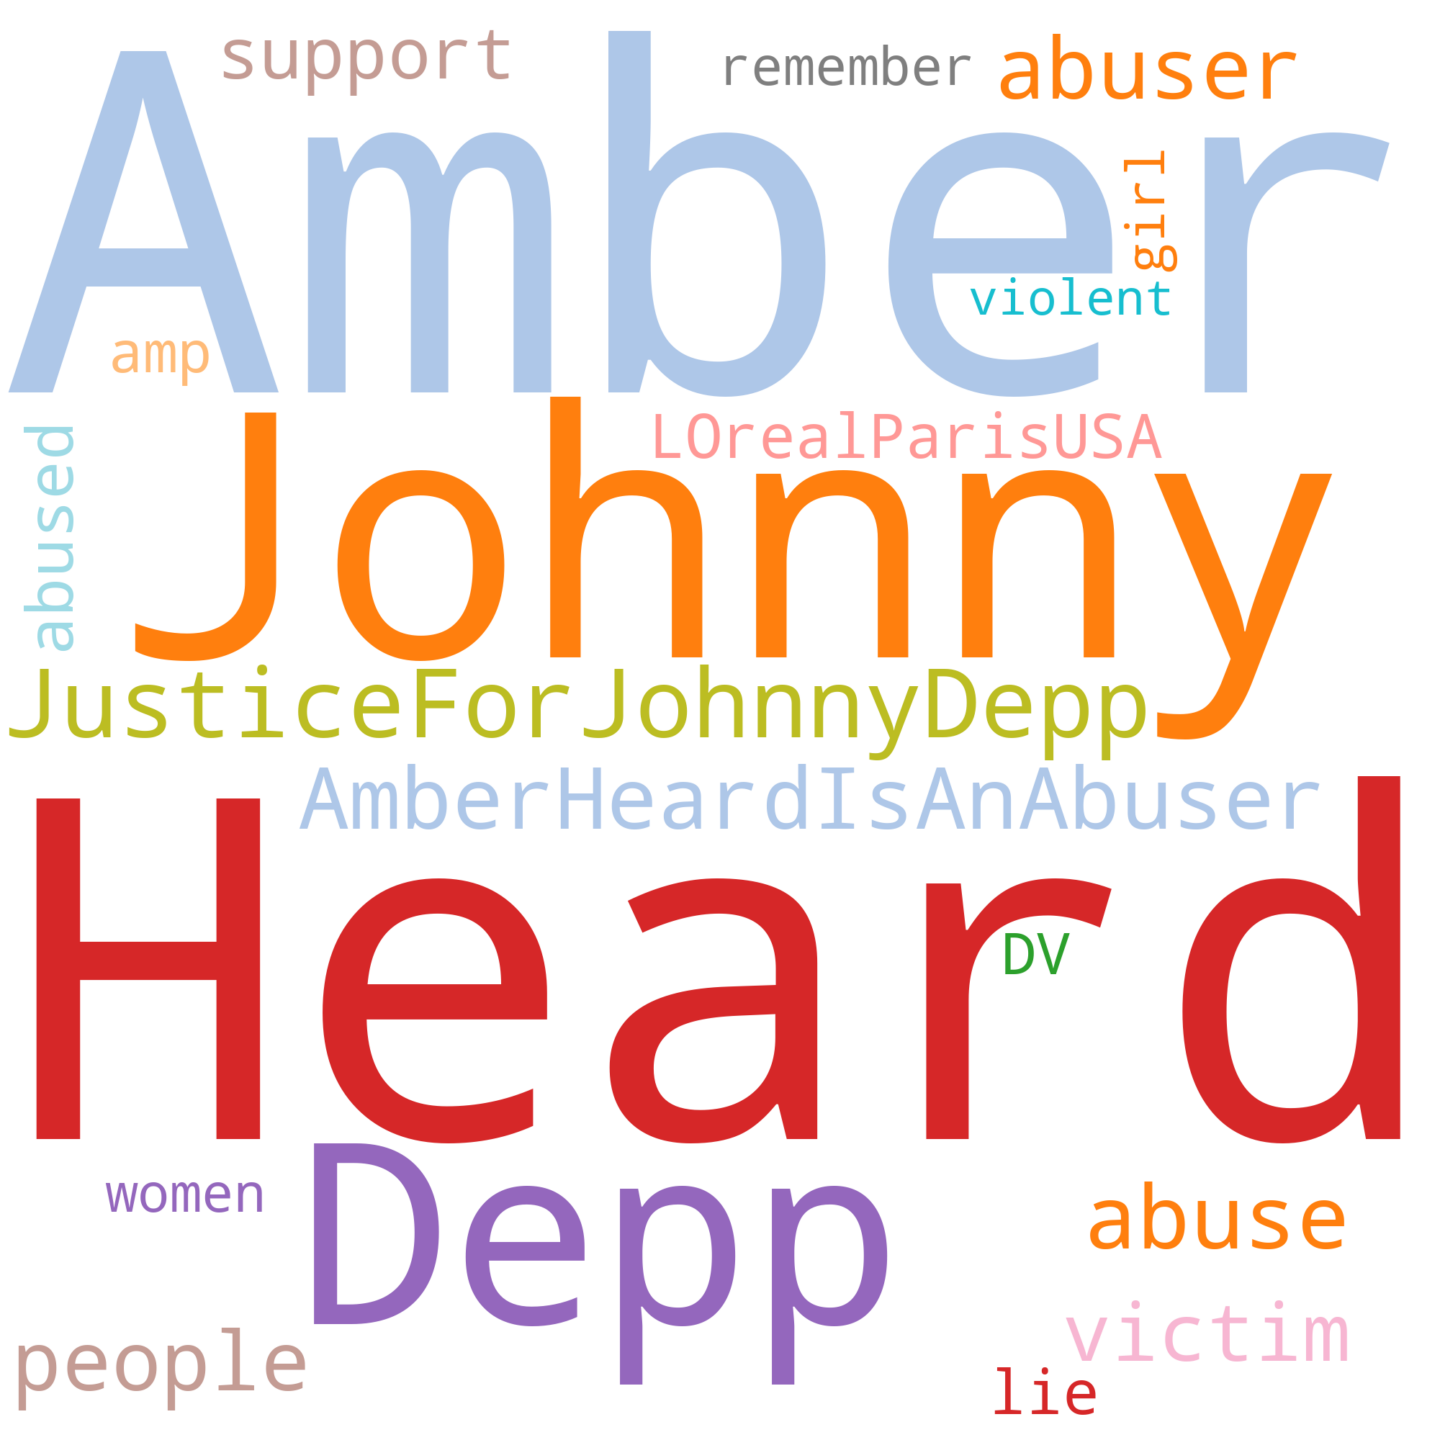 support
remember
abuser
Amber
girl
violent
amp
LOrealParisUSA
abused
Johnny
JusticeForJohnnyDepp
AmberHeardIsAnAbuser
Heard
DV
Depp
women
abuse
victim
people
lie